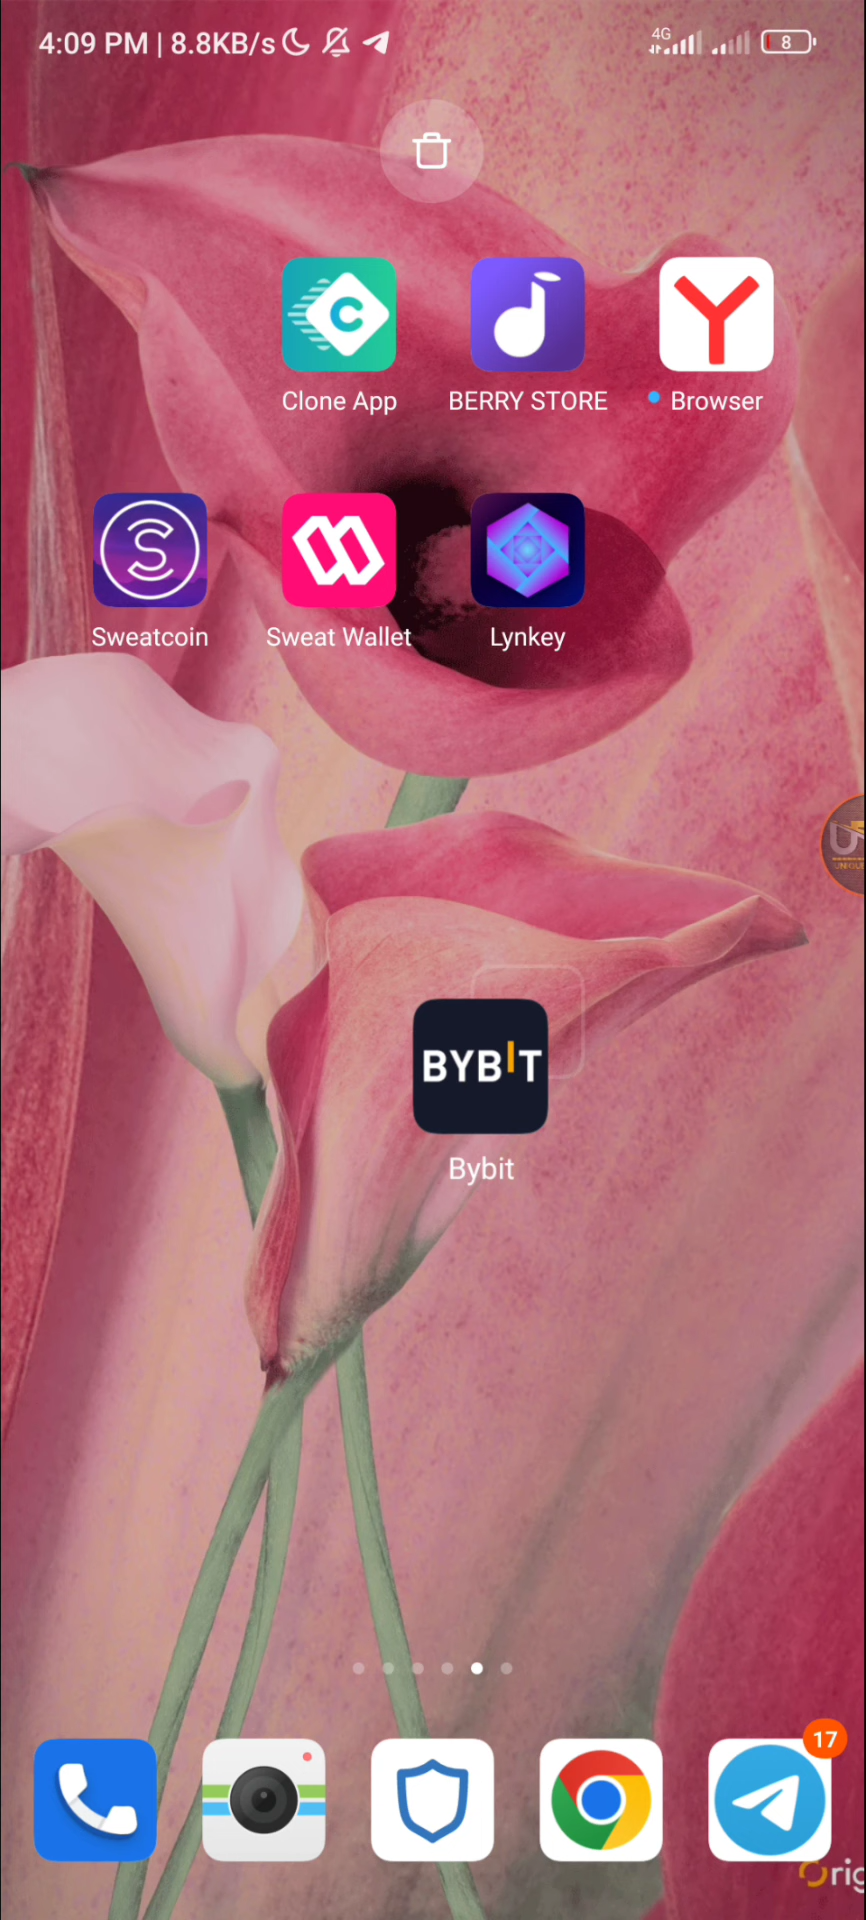 4:09 PM | 8.8KB/s
4G
8
Clone App
BERRY STORE
Browser
Sweatcoin
Sweat Wallet
Lynkey
BYBIT
Bybit
17